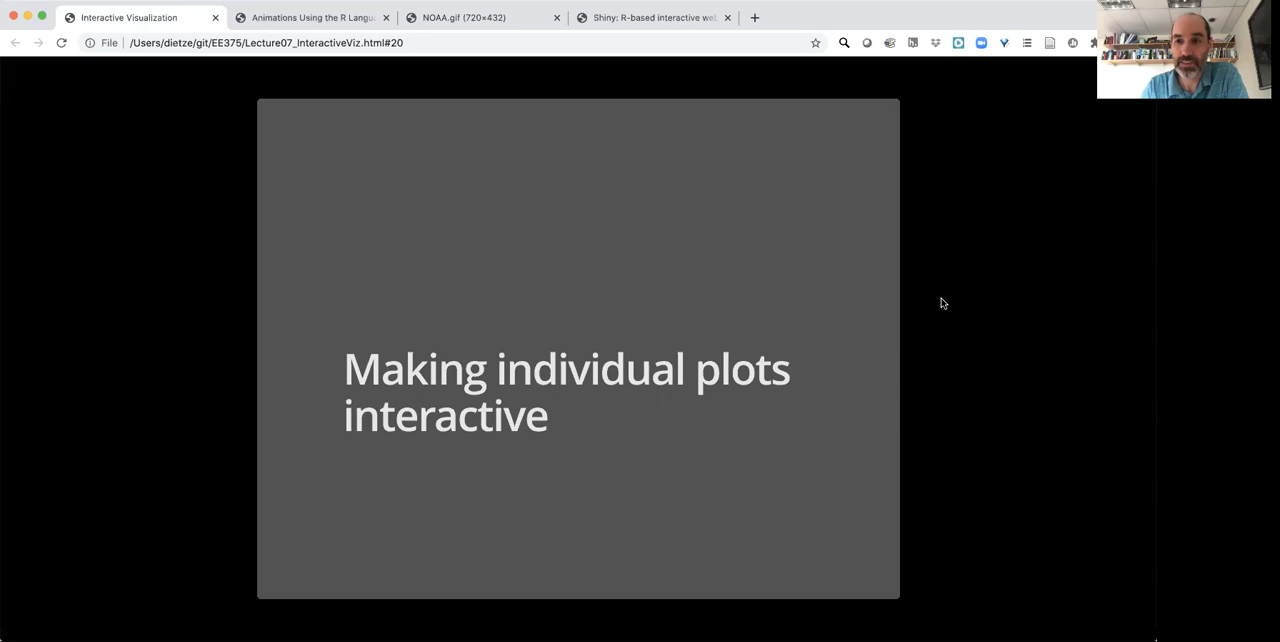 Interactive Visualization
Animations Using the R Langu
NOAA.gif (720×432)
Shiny: R-based interactive we
File
/Users/dietze/git/EE375/Lecture07_InteractiveViz.html#20
Making individual plots
interactive